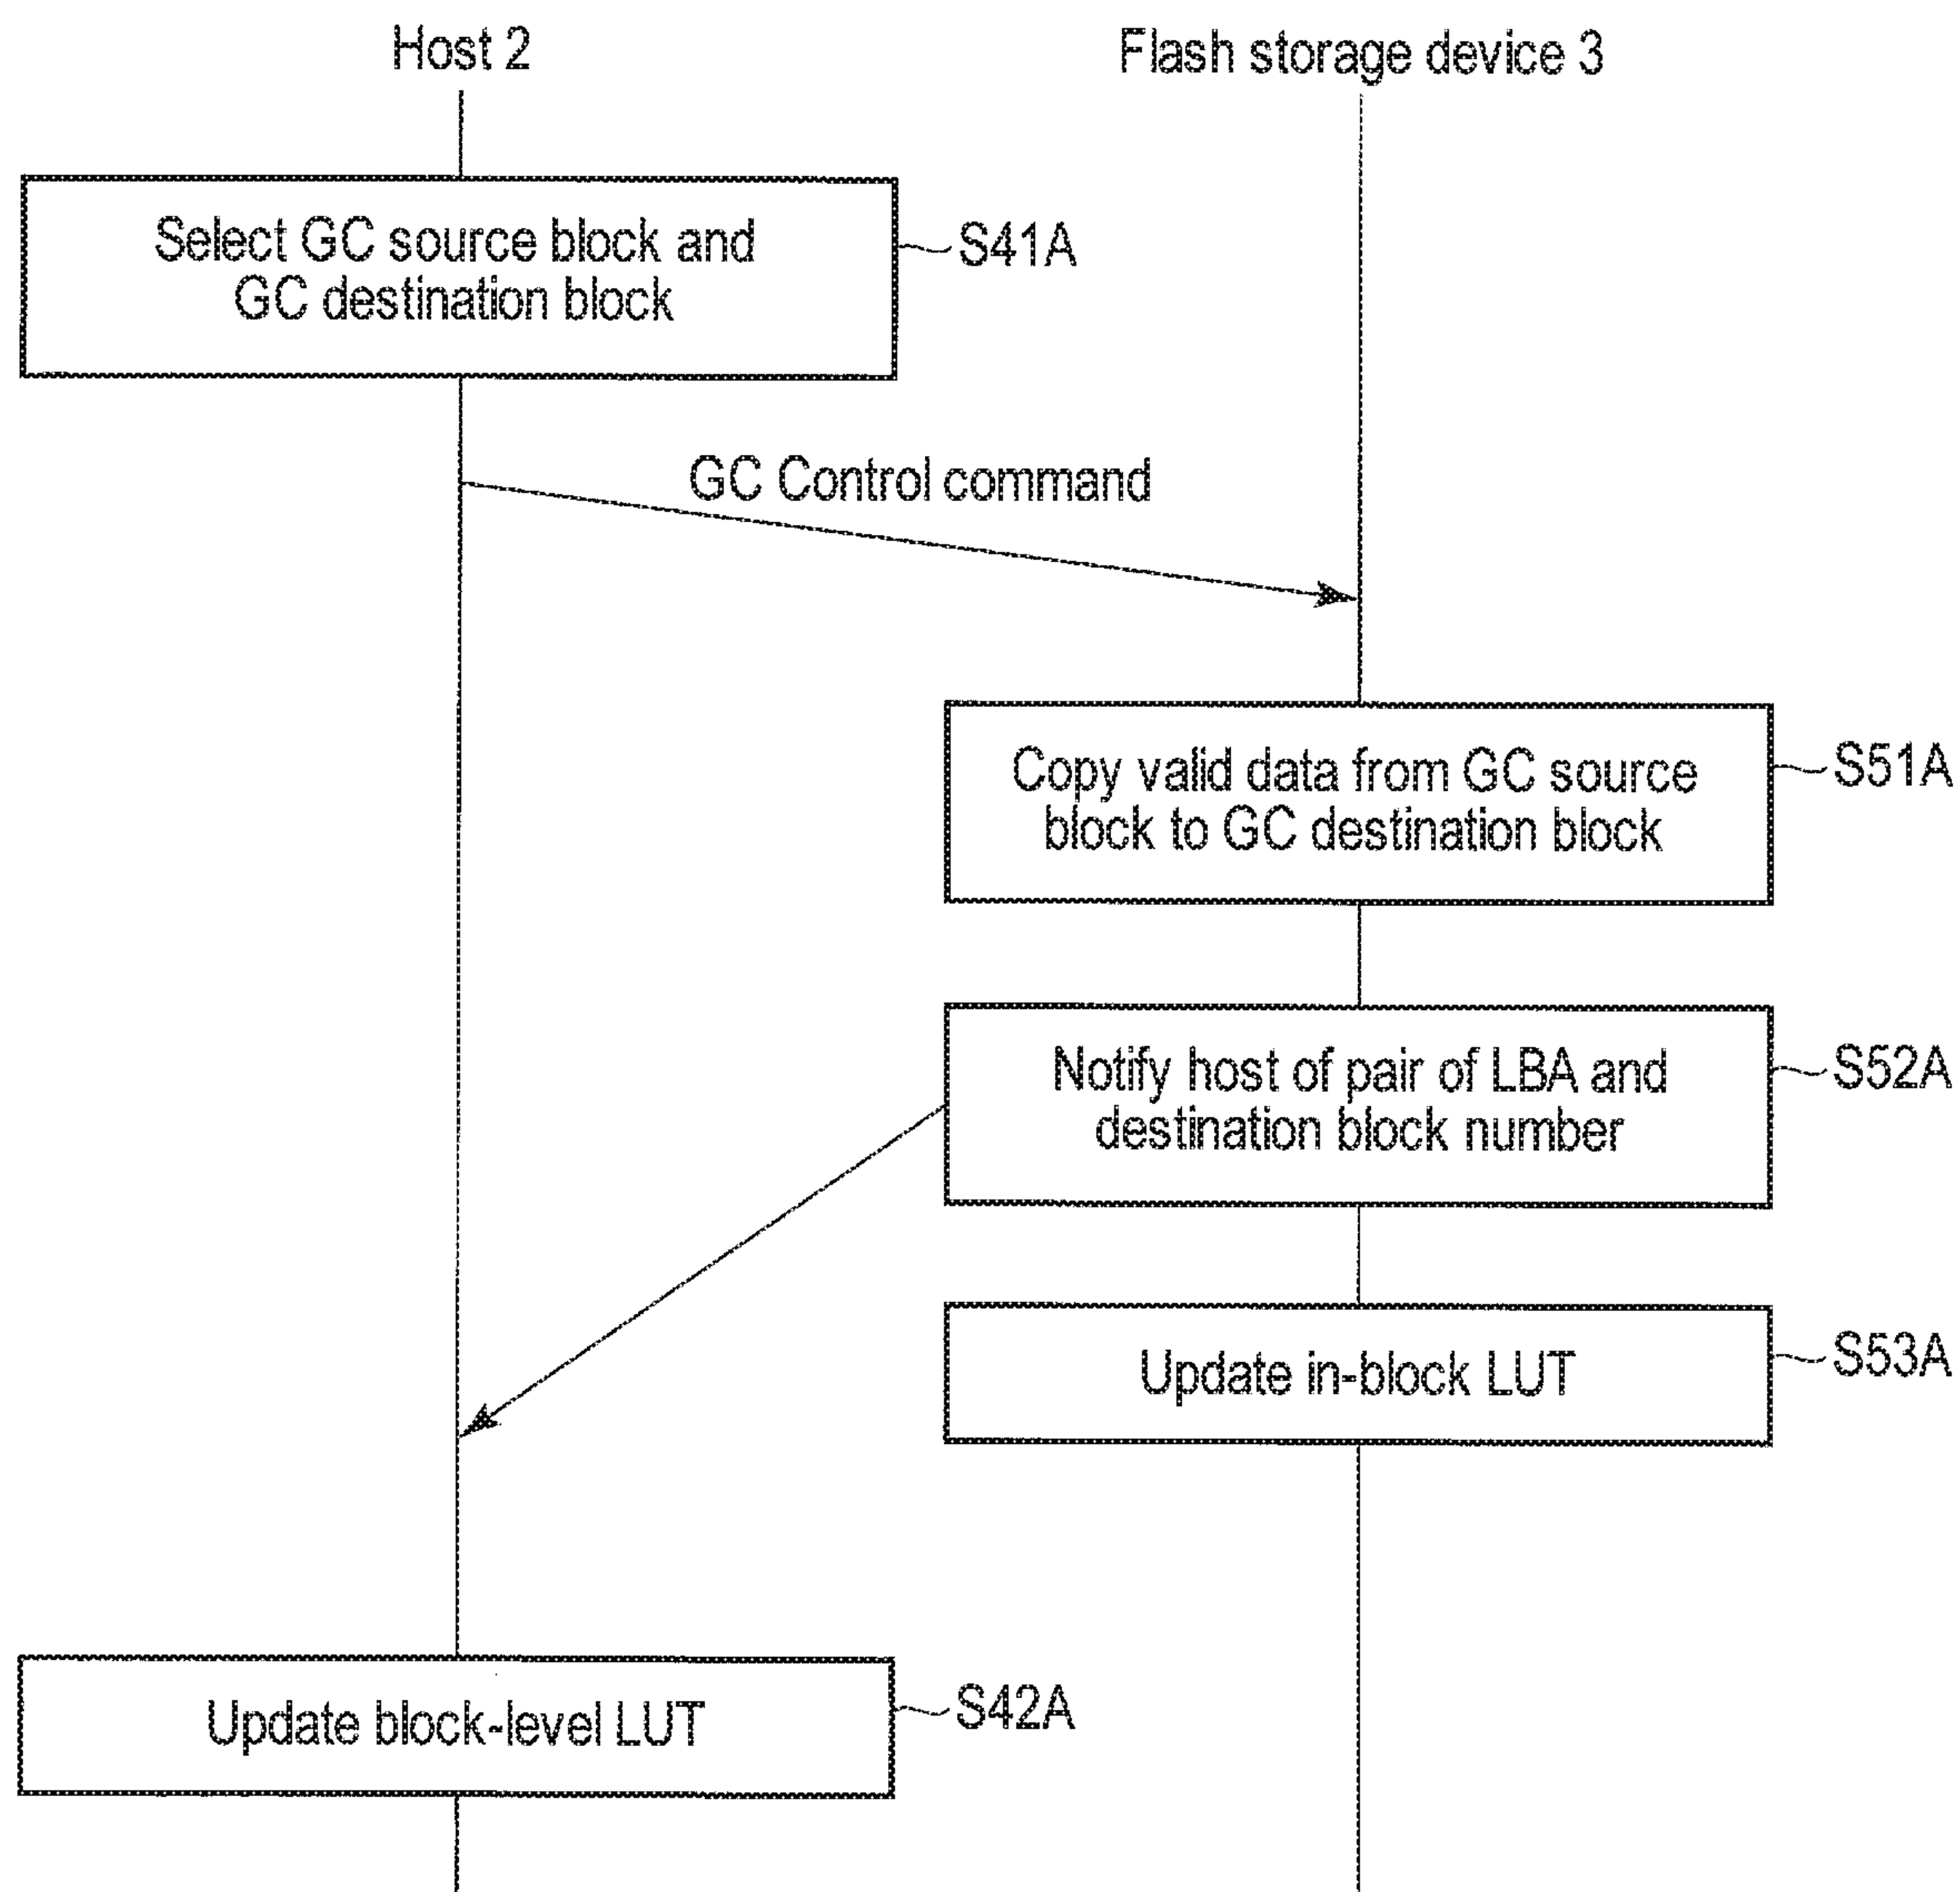 Host 2
Flash storage device 3
Select GC source block and
GC destination block
S41A
GC Control command
Copy valid data from GC source
block to GC destination block
S51A
Notify host of pair of LBA and
destination block number
S52A
Update in-block LUT
S53A
Update block-level LUT
S42A